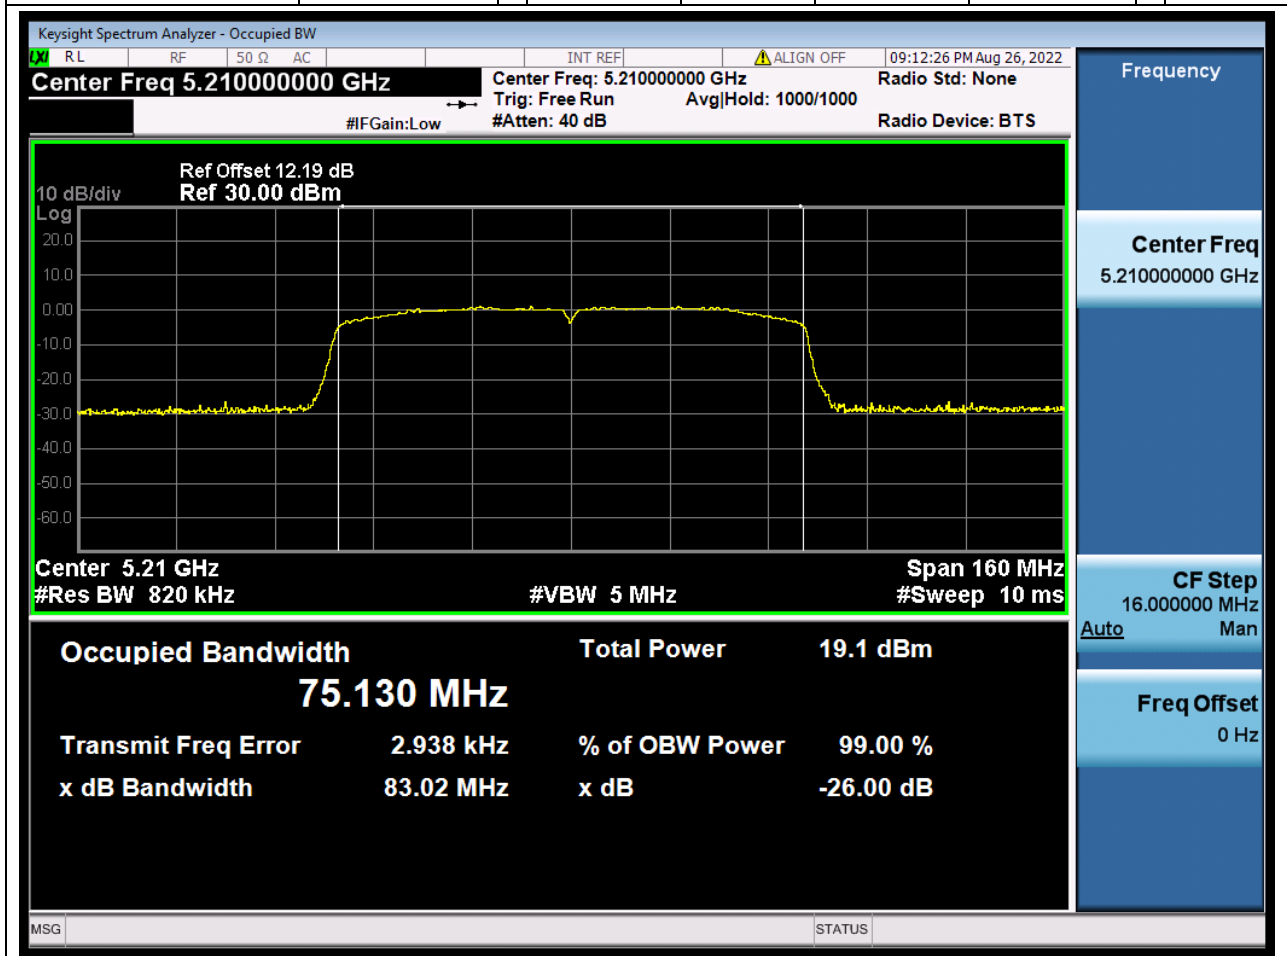 Keysight Spectrum Analyzer - Occupied BW
LXI RL RF 50 Ω AC INT REF ALIGN OFF 09:12:26 PM Aug 26, 2022
Center Freq 5.210000000 GHz
Center Freq: 5.210000000 GHz
Radio Std: None
Trig: Free Run Avg|Hold: 1000/1000
#IFGain:Low
#Atten: 40 dB
Radio Device: BTS
Ref Offset 12.19 dB
10 dB/div Ref 30.00 dBm
Log
20.0
10.0
0.00
-10.0
-20.0
-30.0
-40.0
-50.0
-60.0
Center 5.21 GHz Span 160 MHz
#Res BW 820 kHz #VBW 5 MHz #Sweep 10 ms
Occupied Bandwidth Total Power 19.1 dBm
75.130 MHz
Transmit Freq Error 2.938 kHz % of OBW Power 99.00 %
x dB Bandwidth 83.02 MHz x dB -26.00 dB
MSG STATUS
Frequency
Center Freq
5.210000000 GHz
CF Step
16.000000 MHz
Auto Man
Freq Offset
0 Hz